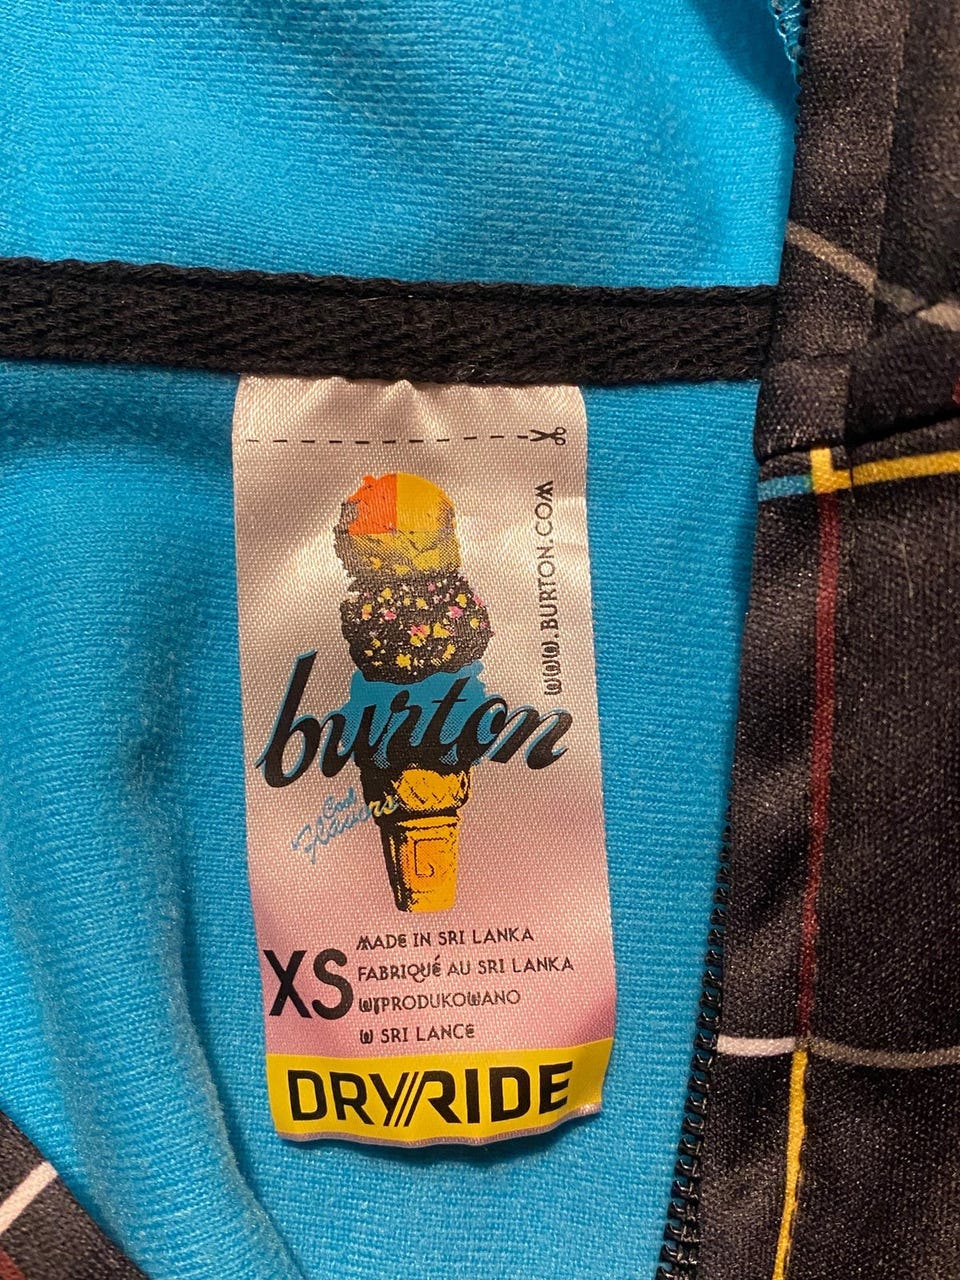 WWW.BURTON.COM
burton
Cool
Flavors
XS
MADE IN SRI LANKA
FABRIQUÉ AU SRI LANKA
WYPRODUKOWANO
W SRI LANCE
DRYRIDE